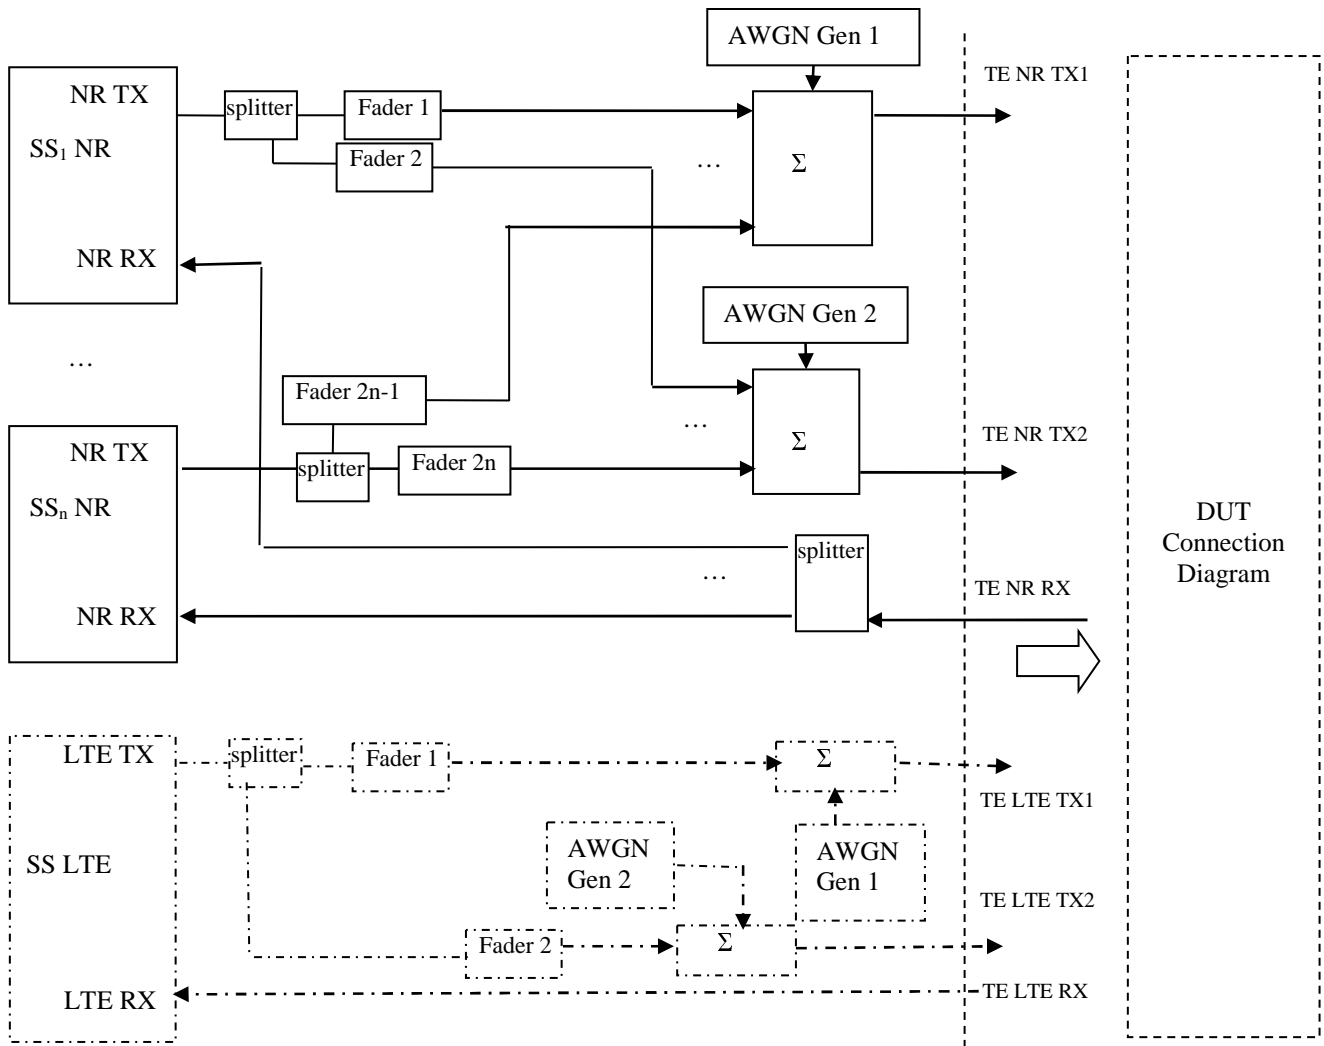 AWGN Gen 1
TE NR TX1
NR TX
splitter
Fader 1
SS₁ NR
Fader 2
…
Σ
NR RX
AWGN Gen 2
…
Fader 2n-1
…
Σ
TE NR TX2
NR TX
splitter
Fader 2n
SSₙ NR
DUT
Connection
Diagram
splitter
…
TE NR RX
NR RX
LTE TX
splitter
Fader 1
Σ
TE LTE TX1
SS LTE
AWGN
Gen 2
AWGN
Gen 1
TE LTE TX2
Fader 2
Σ
LTE RX
TE LTE RX